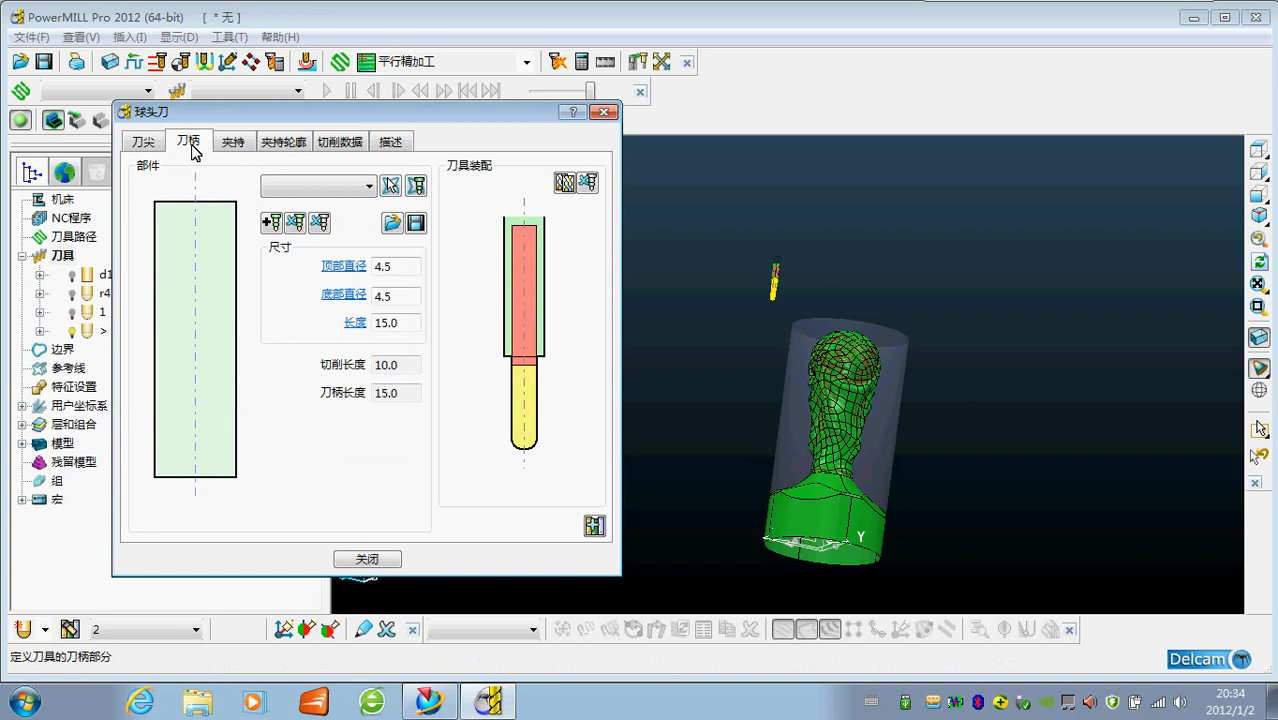 PowerMILL Pro 2012 (64-bit) [ * 无 ]
文件(F) 查看(V) 插入(I) 显示(D) 工具(T) 帮助(H)
平行精加工
球头刀
刀尖 刀柄 夹持 夹持轮廓 切削数据 描述
部件
刀具装配
尺寸
顶部直径 4.5
底部直径 4.5
长度 15.0
切削长度 10.0
刀柄长度 15.0
关闭
机床
NC程序
刀具路径
刀具
d1
r4
1
>
边界
参考线
特征设置
用户坐标系
层和组合
模型
残留模型
组
宏
Y
2
定义刀具的刀柄部分
Delcam
20:34
2012/1/2